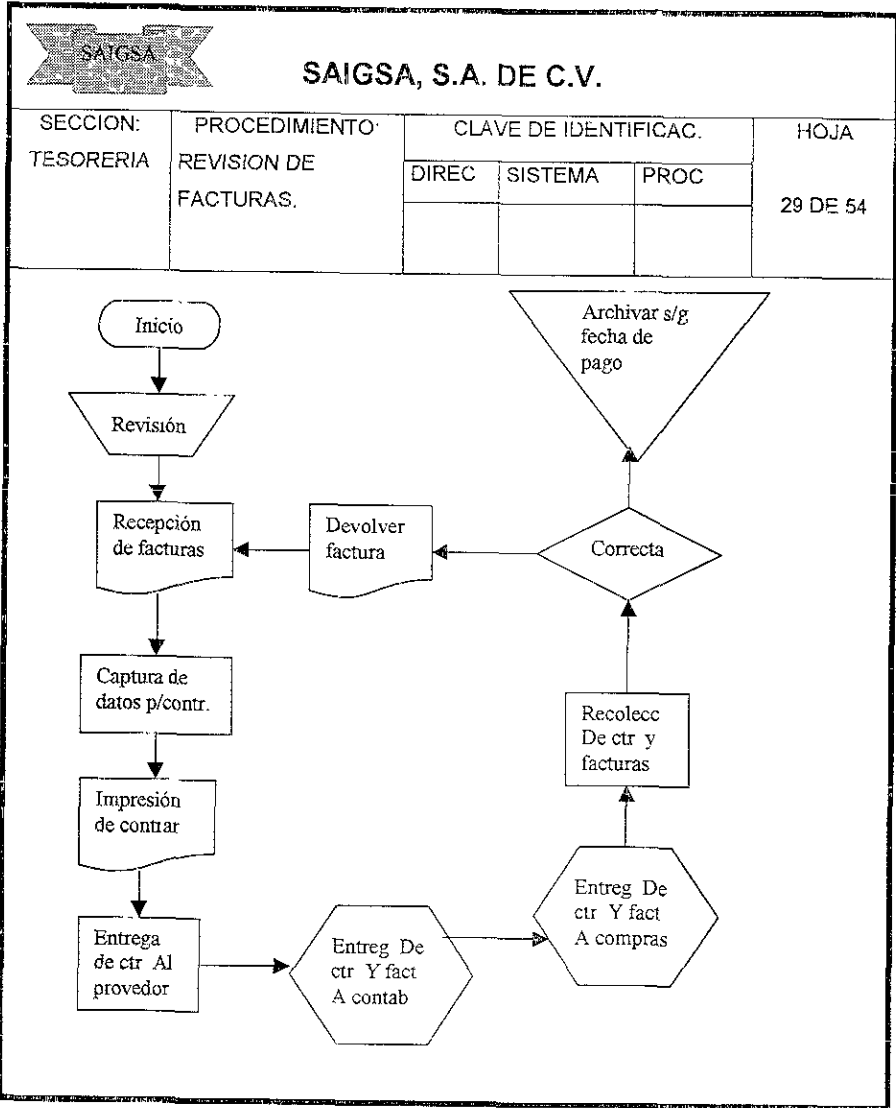 SAIGSA
SAIGSA, S.A. DE C.V.
SECCION:
TESORERIA
PROCEDIMIENTO:
REVISION DE
FACTURAS.
CLAVE DE IDENTIFICAC.
DIREC
SISTEMA
PROC
HOJA
29 DE 54
Inicio
Revisión
Recepción
de facturas
Captura de
datos p/contr.
Impresión
de contrar
Entrega
de ctr Al
provedor
Entreg De
ctr Y fact
A contab
Entreg De
ctr Y fact
A compras
Recolecc
De ctr y
facturas
Correcta
Devolver
factura
Archivar s/g
fecha de
pago